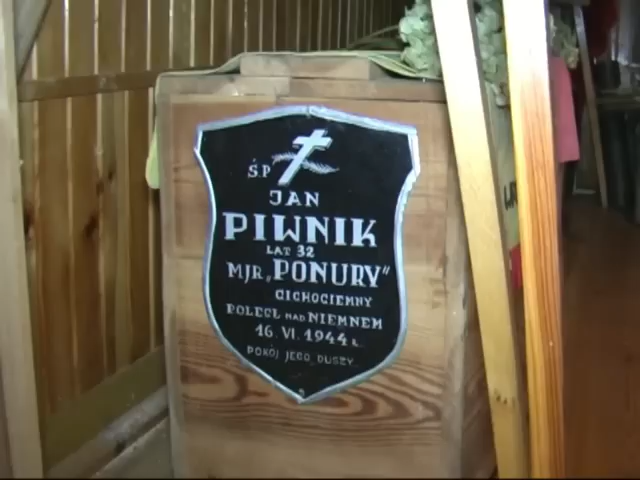 ŚP
JAN
PIWNIK
LAT 32
MJR. „PONURY"
CICHOCIEMNY
POLEGŁ NAD NIEMNEM
16. VI. 1944 R.
POKÓJ JEGO DUSZY